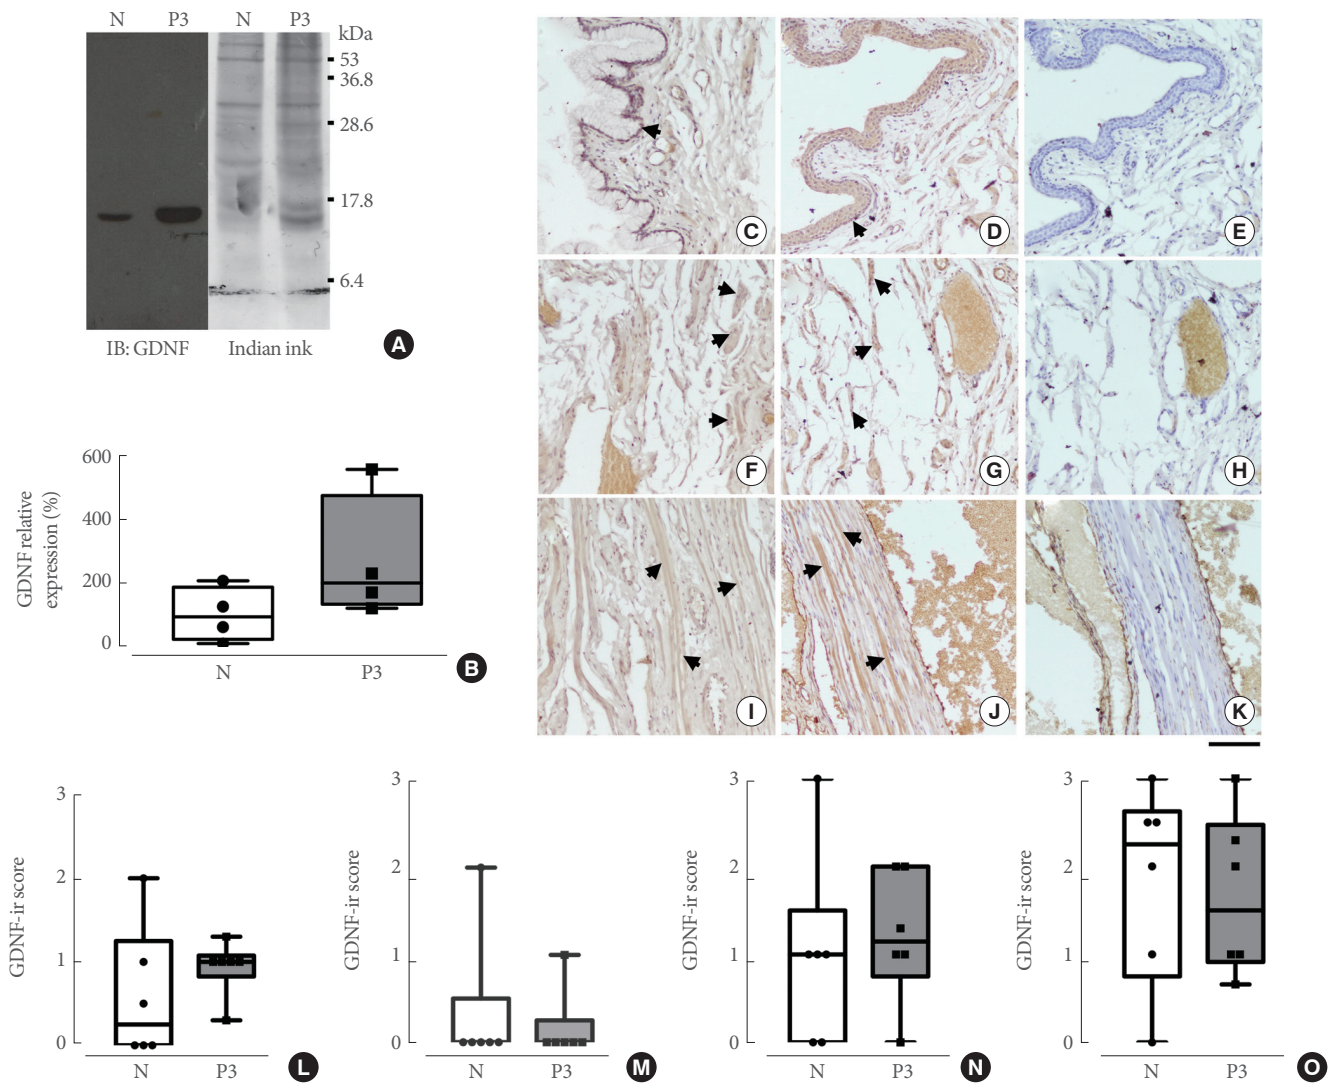 N P3 N P3
kDa
53
36.8
28.6
17.8
6.4
IB: GDNF Indian ink
A
C D E
F G H
I J K
GDNF relative
expression (%)
600
400
200
0
N P3
B
GDNF-ir score
3
2
1
0
N P3
L
GDNF-ir score
3
2
1
0
N P3
M
GDNF-ir score
3
2
1
0
N P3
N
GDNF-ir score
3
2
1
0
N P3
O